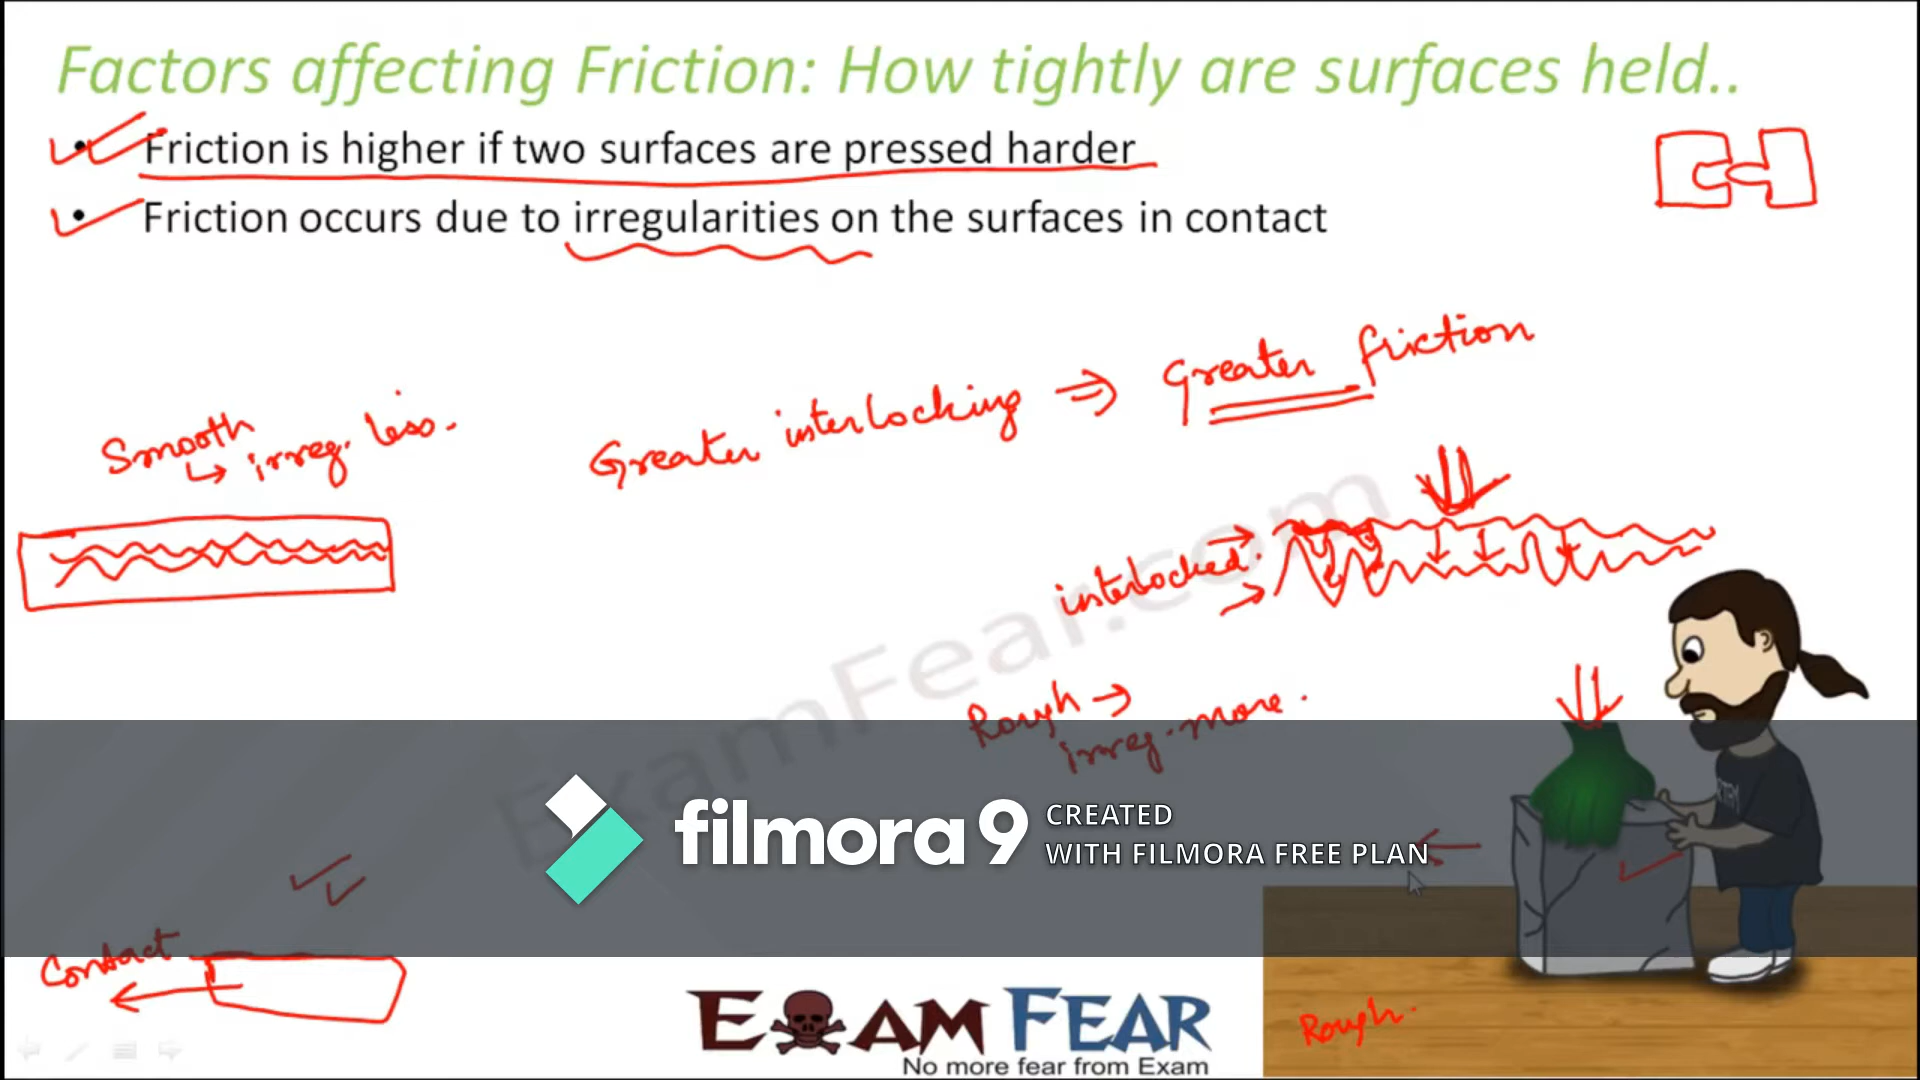 Factors affecting Friction: How tightly are surfaces held..
• Friction is higher if two surfaces are pressed harder
• Friction occurs due to irregularities on the surfaces in contact
Greater interlocking ⇒ Greater friction
Smooth
↳ irreg. less.
interlocked.
Rough →
irreg. more.
ExamFear.com
filmora 9
CREATED
WITH FILMORA FREE PLAN
Contact
EXAM FEAR
No more fear from Exam
Rough.